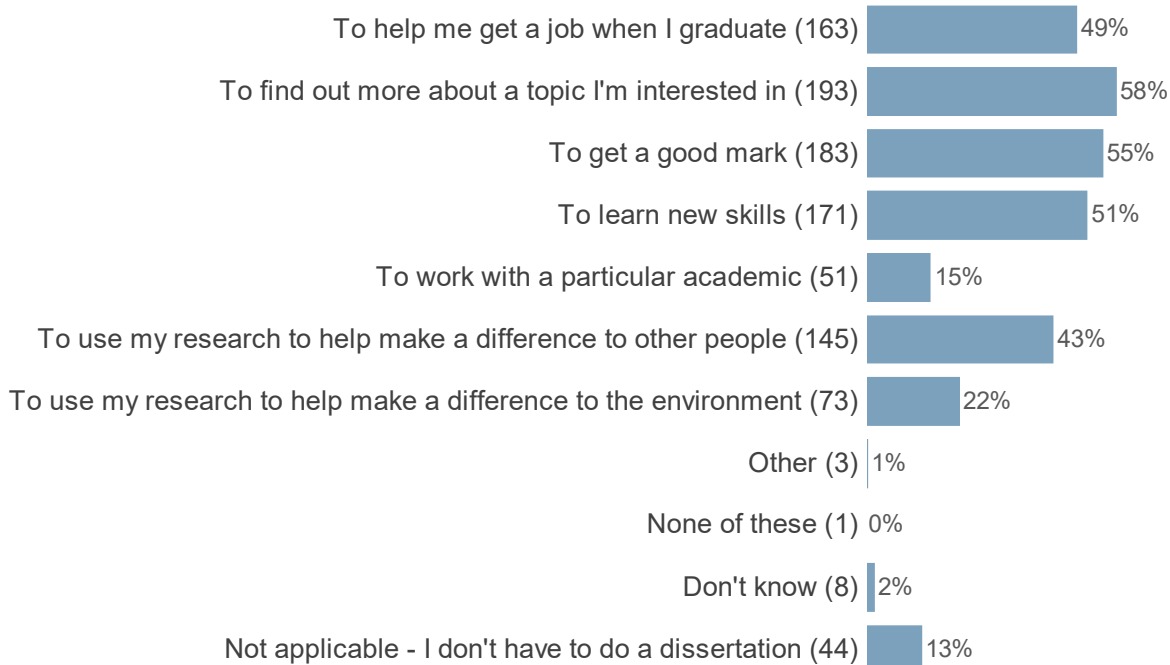 To help me get a job when I graduate (163) 49%
To find out more about a topic I'm interested in (193) 58%
To get a good mark (183) 55%
To learn new skills (171) 51%
To work with a particular academic (51) 15%
To use my research to help make a difference to other people (145) 43%
To use my research to help make a difference to the environment (73) 22%
Other (3) 1%
None of these (1) 0%
Don't know (8) 2%
Not applicable - I don't have to do a dissertation (44) 13%